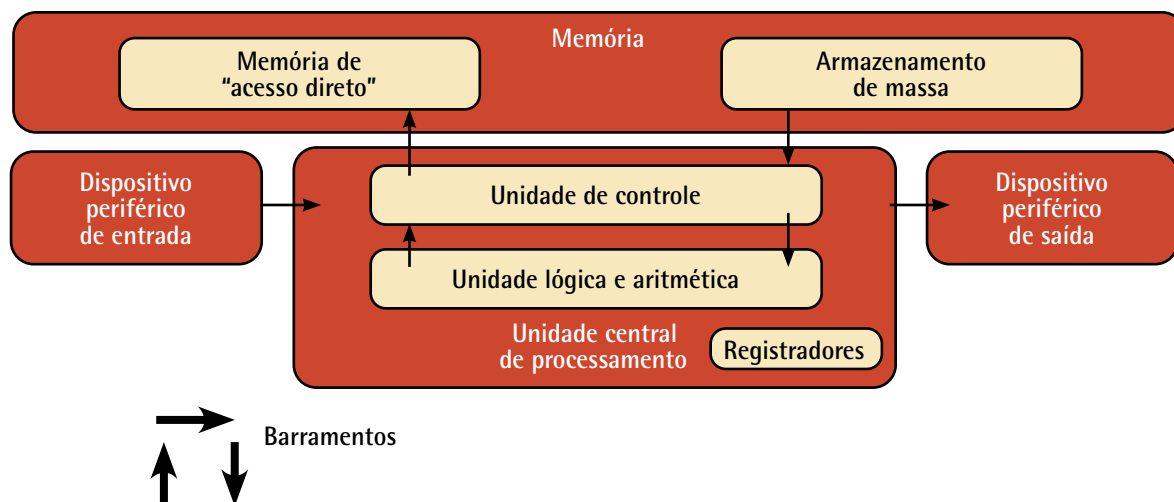 Memória
Memória de
"acesso direto"
Armazenamento
de massa
Dispositivo
periférico
de entrada
Unidade de controle
Unidade lógica e aritmética
Unidade central
de processamento
Registradores
Dispositivo
periférico
de saída
Barramentos